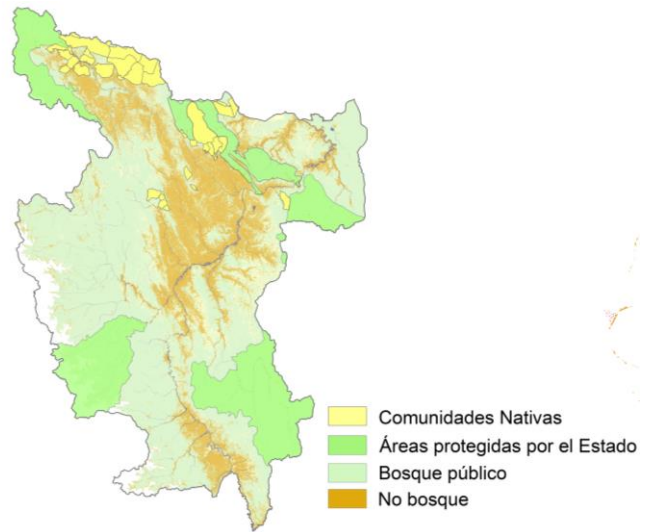 Comunidades Nativas
Áreas protegidas por el Estado
Bosque público
No bosque